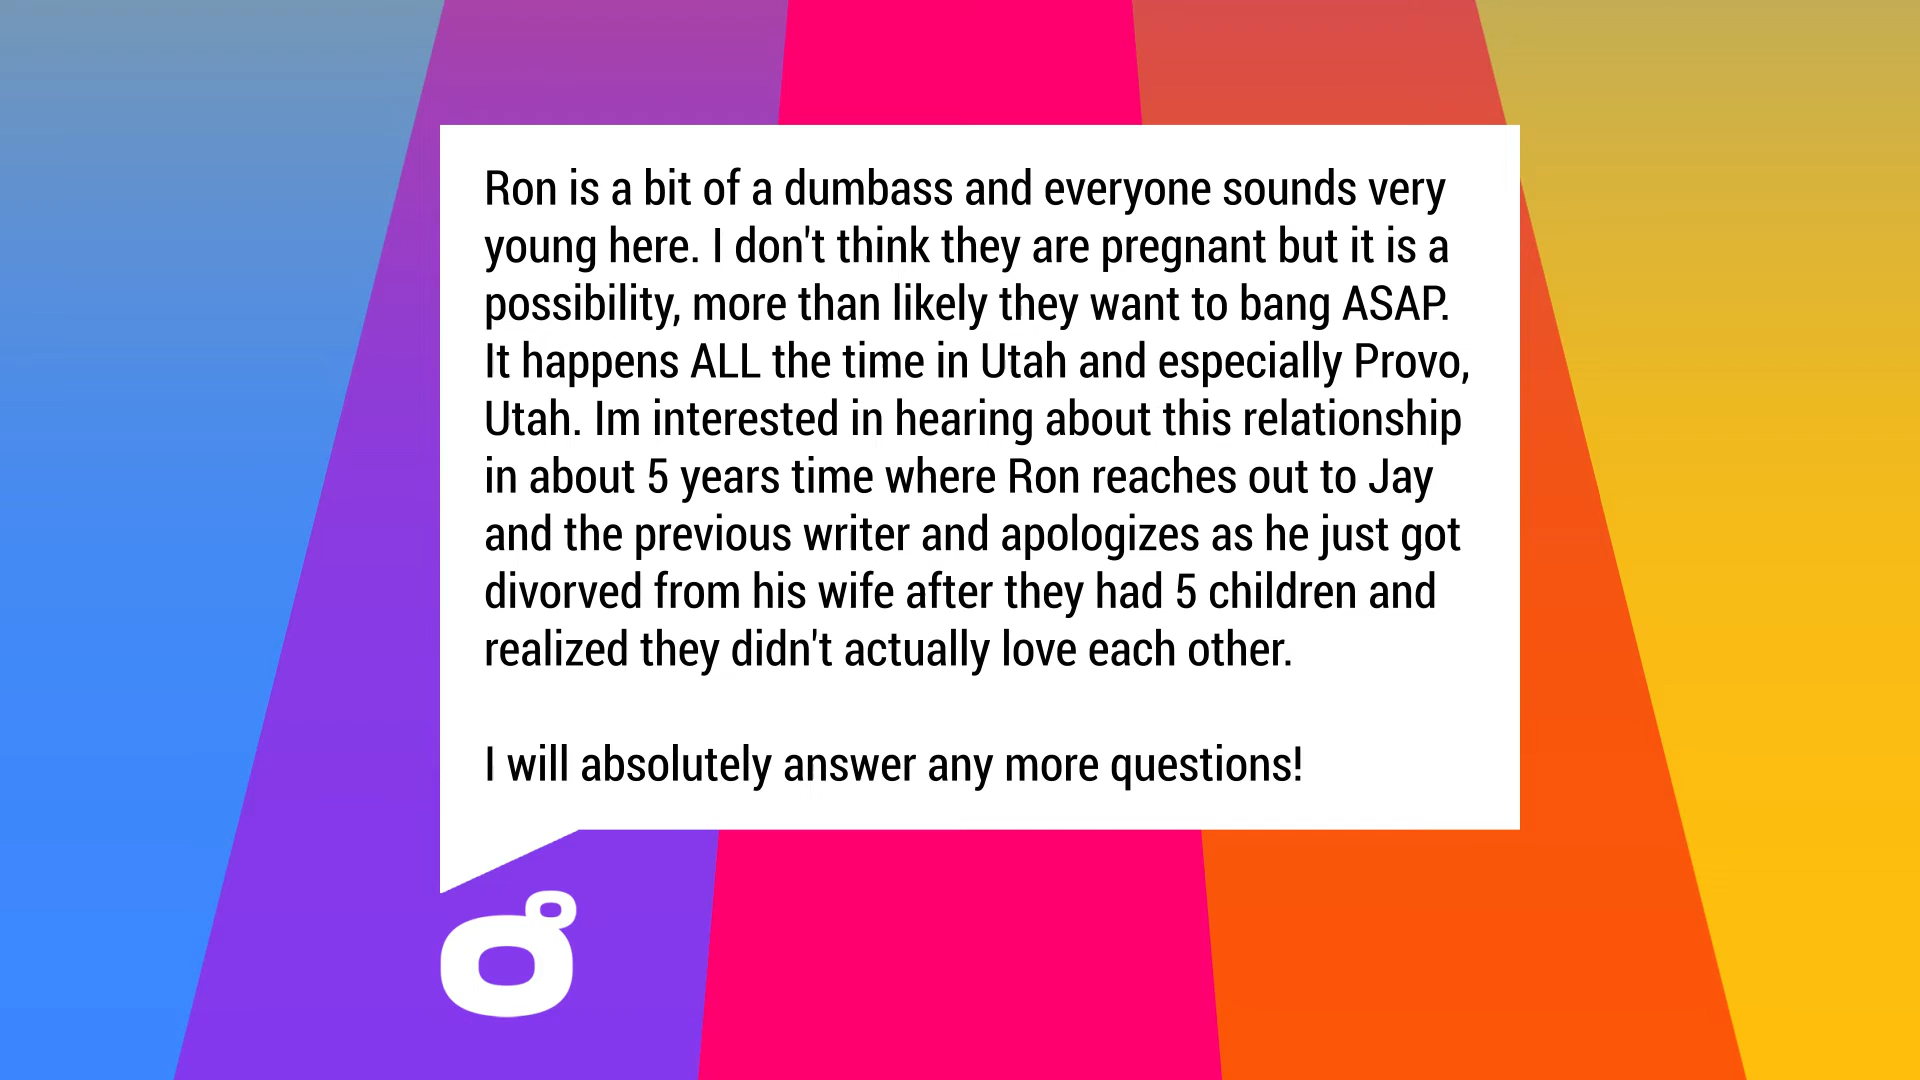 Ron is a bit of a dumbass and everyone sounds very
young here. I don't think they are pregnant but it is a
possibility, more than likely they want to bang ASAP.
It happens ALL the time in Utah and especially Provo,
Utah. Im interested in hearing about this relationship
in about 5 years time where Ron reaches out to Jay
and the previous writer and apologizes as he just got
divorved from his wife after they had 5 children and
realized they didn't actually love each other.
I will absolutely answer any more questions!